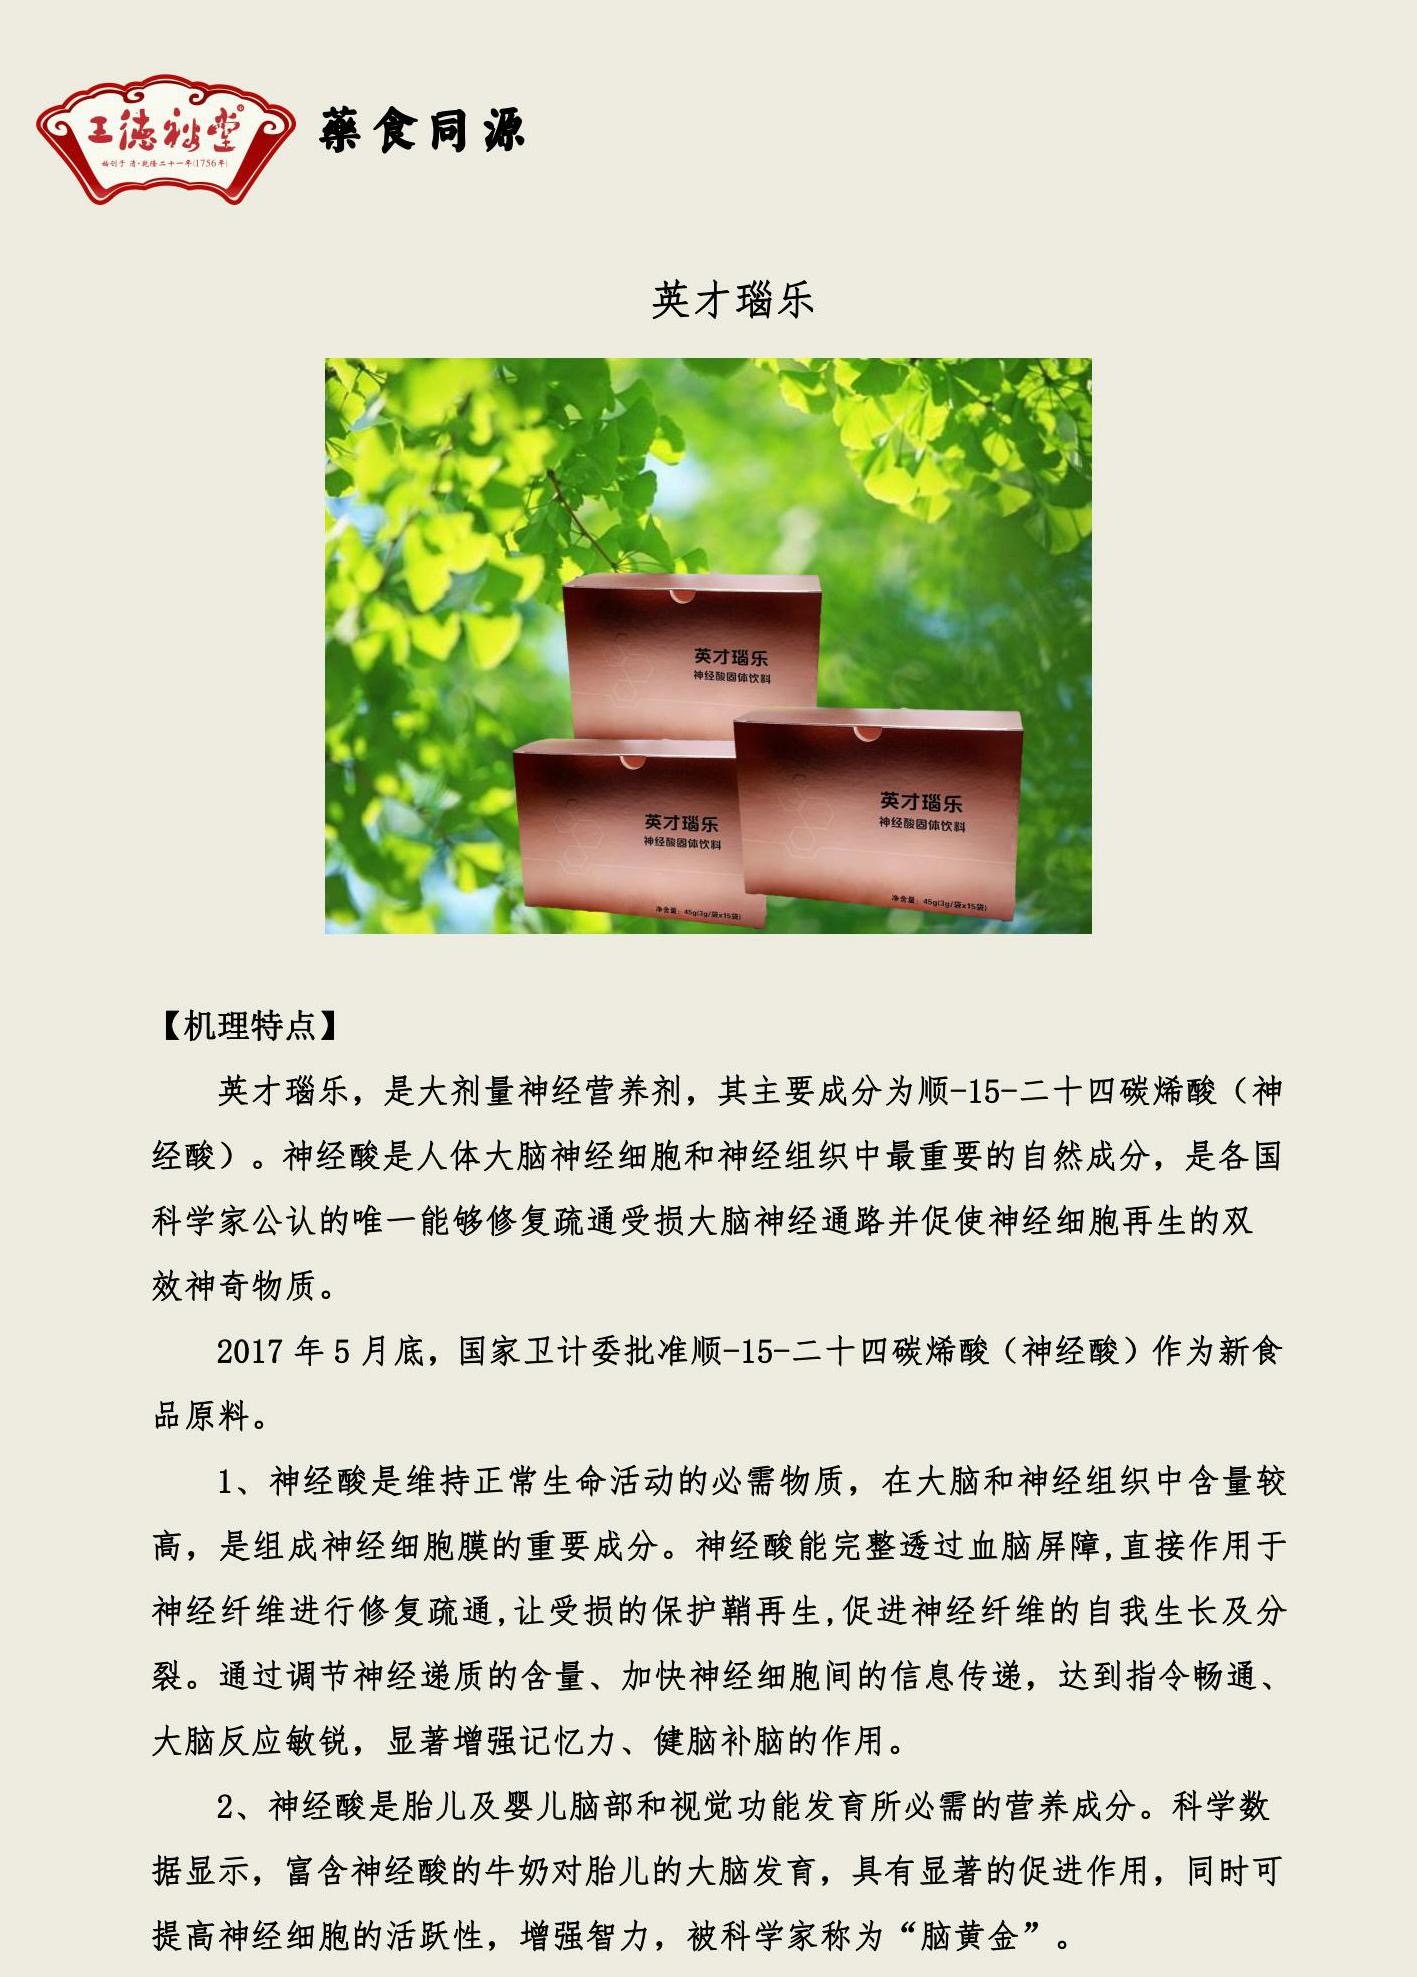 王德裕堂®
始创于 清·乾隆二十一年(1756年)
藥食同源
英才瑙乐
英才瑙乐
神经酸固体饮料
英才瑙乐
神经酸固体饮料
净含量：45g(3g/袋x15袋)
英才瑙乐
神经酸固体饮料
净含量：45g(3g/袋x15袋)
【机理特点】
英才瑙乐，是大剂量神经营养剂，其主要成分为顺-15-二十四碳烯酸（神
经酸）。神经酸是人体大脑神经细胞和神经组织中最重要的自然成分，是各国
科学家公认的唯一能够修复疏通受损大脑神经通路并促使神经细胞再生的双
效神奇物质。
2017 年 5 月底，国家卫计委批准顺-15-二十四碳烯酸（神经酸）作为新食
品原料。
1、神经酸是维持正常生命活动的必需物质，在大脑和神经组织中含量较
高，是组成神经细胞膜的重要成分。神经酸能完整透过血脑屏障,直接作用于
神经纤维进行修复疏通,让受损的保护鞘再生,促进神经纤维的自我生长及分
裂。通过调节神经递质的含量、加快神经细胞间的信息传递，达到指令畅通、
大脑反应敏锐，显著增强记忆力、健脑补脑的作用。
2、神经酸是胎儿及婴儿脑部和视觉功能发育所必需的营养成分。科学数
据显示，富含神经酸的牛奶对胎儿的大脑发育，具有显著的促进作用，同时可
提高神经细胞的活跃性，增强智力，被科学家称为“脑黄金”。